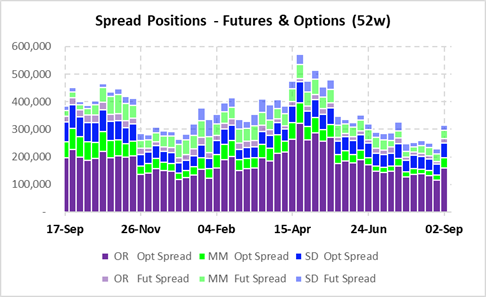 Spread Positions - Futures & Options (52w)
600,000
500,000
400,000
300,000
200,000
100,000
-
17-Sep 26-Nov 04-Feb 15-Apr 24-Jun 02-Sep
OR Opt Spread MM Opt Spread SD Opt Spread
OR Fut Spread MM Fut Spread SD Fut Spread